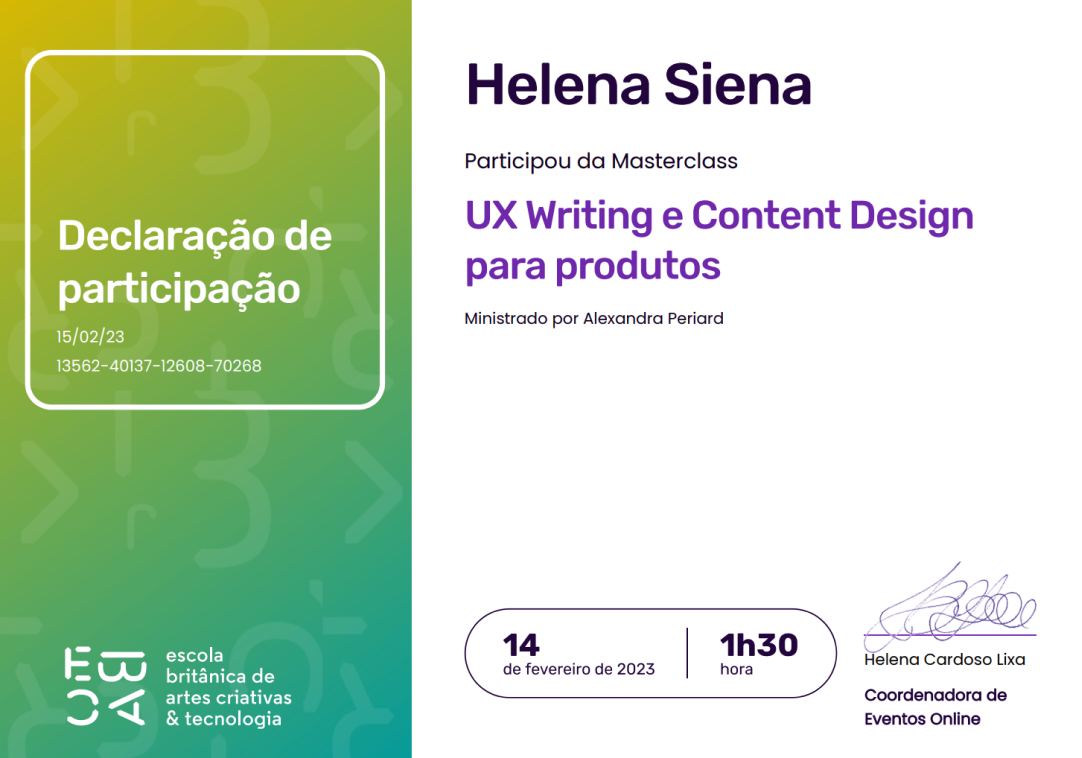 Declaração de
participação
15/02/23
13562-40137-12608-70268
EBAC
escola
britânica de
artes criativas
& tecnologia
Helena Siena
Participou da Masterclass
UX Writing e Content Design
para produtos
Ministrado por Alexandra Periard
14
de fevereiro de 2023
1h30
hora
Helena Cardoso Lixa
Coordenadora de
Eventos Online